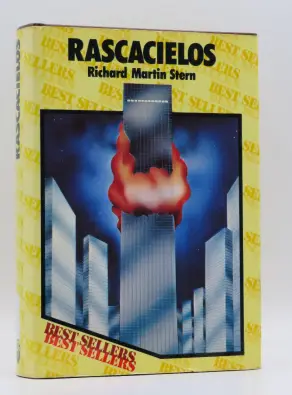 RASCACIELOS
Richard Martin Stern
BEST SELLERS
BEST SELLERS
RASCACIELOS